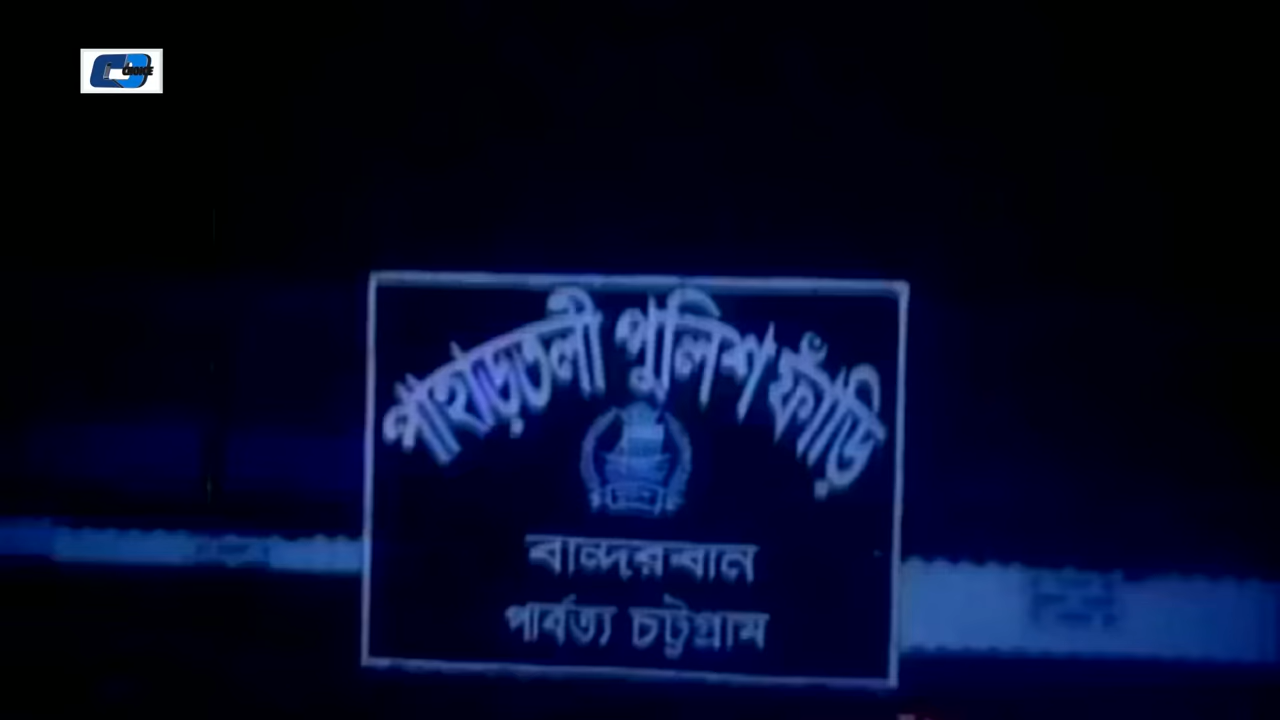 পাহাড়তলী পুলিশ ফাঁড়ি
বান্দরবান
পার্বত্য চট্টগ্রাম